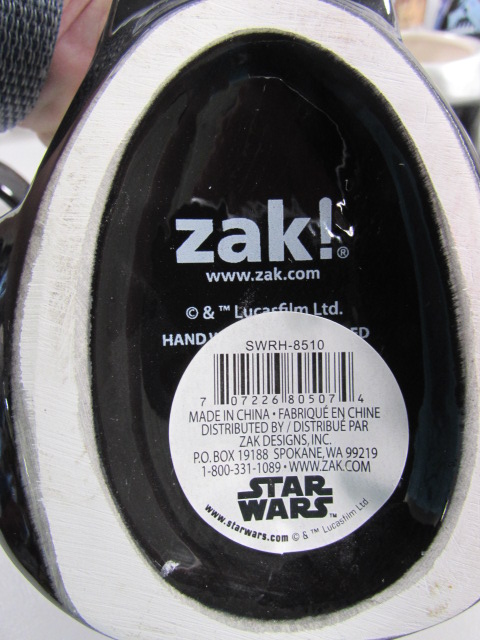 zak!®
www.zak.com
© & ™ Lucasfilm Ltd.
HAND
SWRH-8510
7 07226 80507 4
MADE IN CHINA • FABRIQUÉ EN CHINE
DISTRIBUTED BY / DISTRIBUÉ PAR
ZAK DESIGNS, INC.
P.O. BOX 19188 SPOKANE, WA 99219
1-800-331-1089 • WWW.ZAK.COM
STAR
WARS™
www.starwars.com © & ™ Lucasfilm Ltd